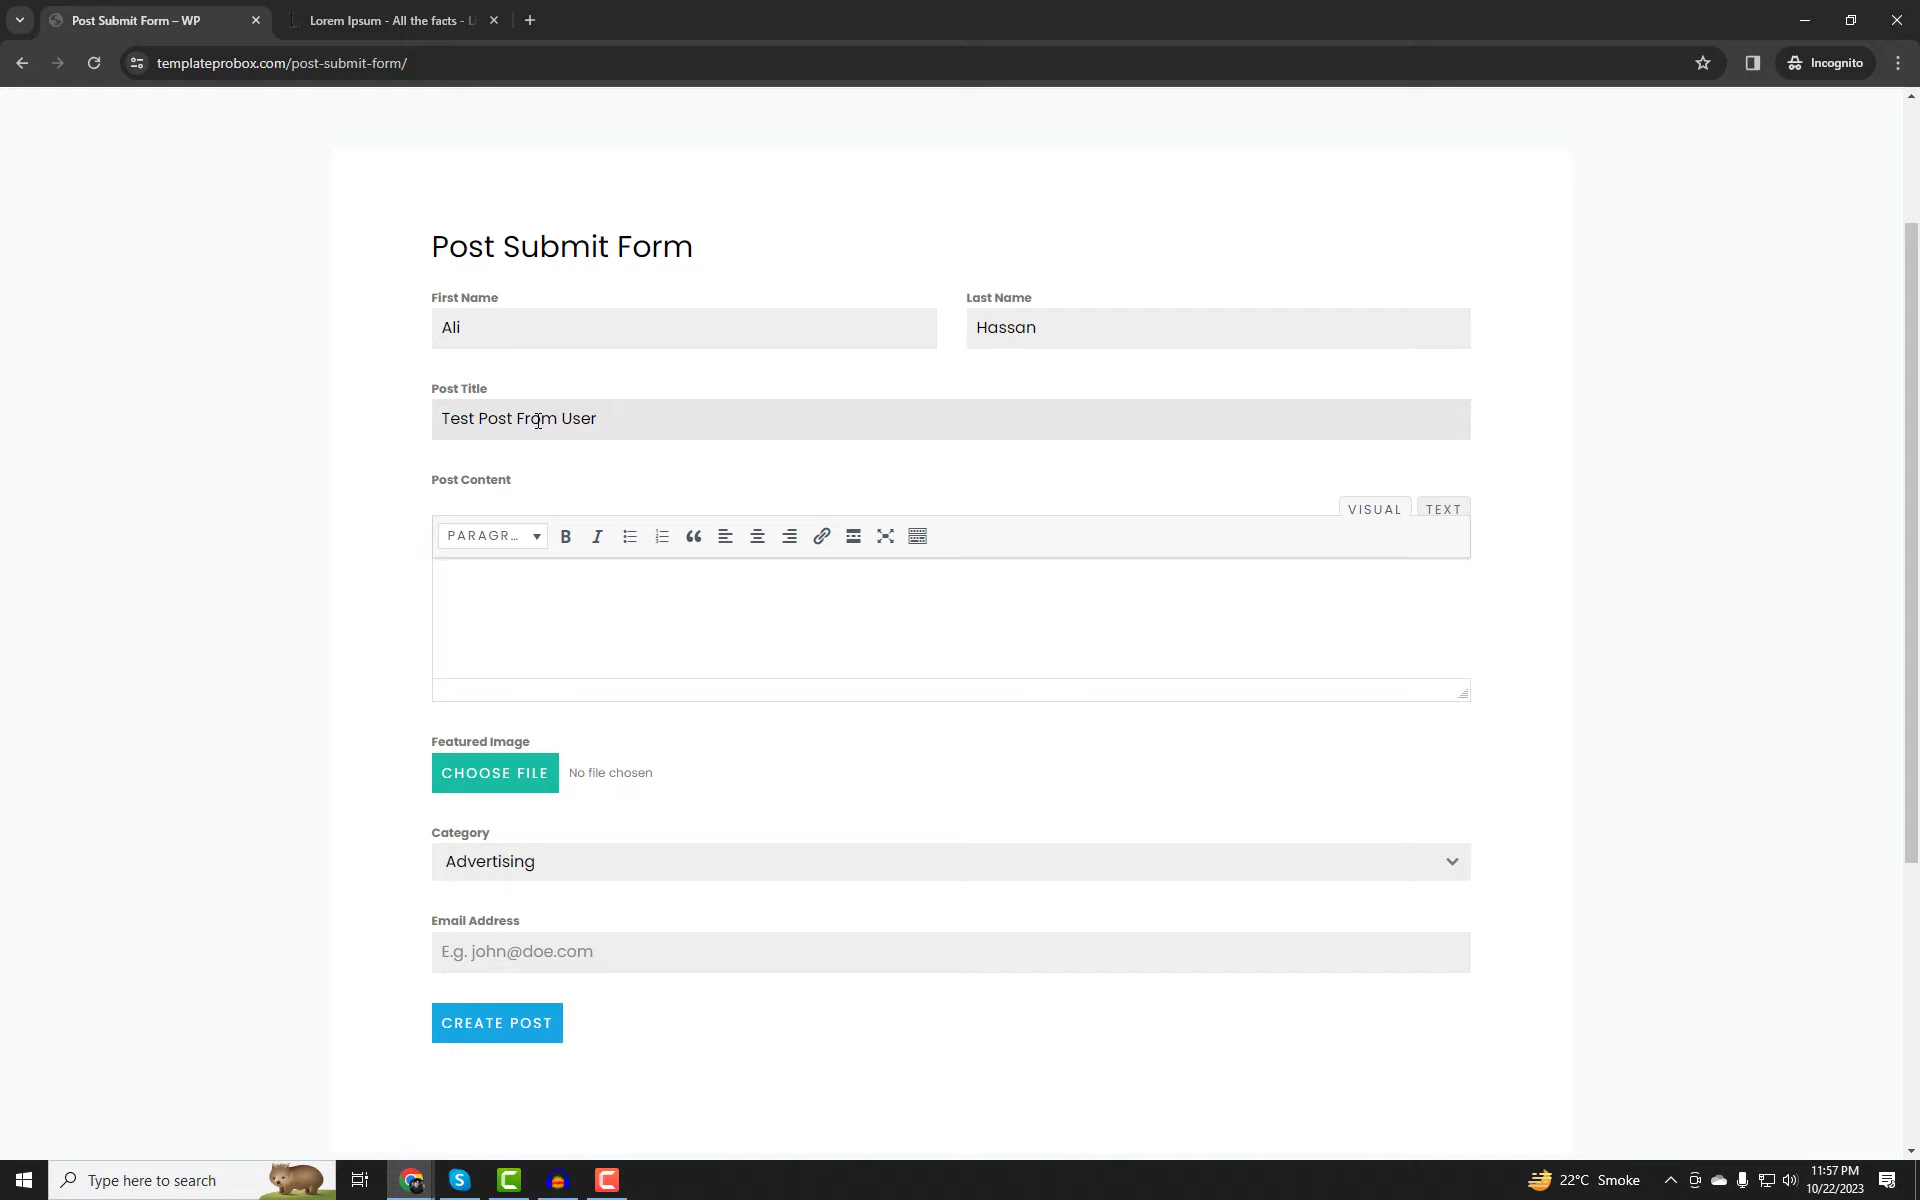 Post Submit Form – WP
Lorem Ipsum - All the facts - L
templateprobox.com/post-submit-form/
Incognito
Post Submit Form
First Name
Last Name
Ali
Hassan
Post Title
Test Post From User
Post Content
VISUAL
TEXT
PARAGR...
Featured Image
CHOOSE FILE
No file chosen
Category
Advertising
Email Address
E.g. john@doe.com
CREATE POST
Type here to search
22°C Smoke
11:57 PM
10/22/2023